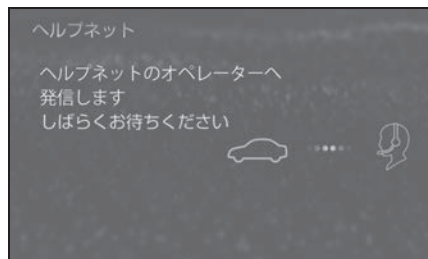 ヘルプネット
ヘルプネットのオペレーターへ
発信します
しばらくお待ちください